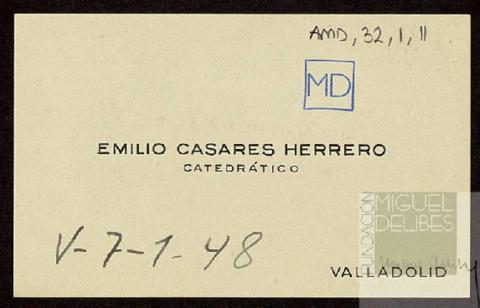 AMD, 32, 1, 11
MD
EMILIO CASARES HERRERO
CATEDRÁTICO
FUNDACIÓN
MIGUEL
DELIBES
V-7-1-48
VALLADOLID